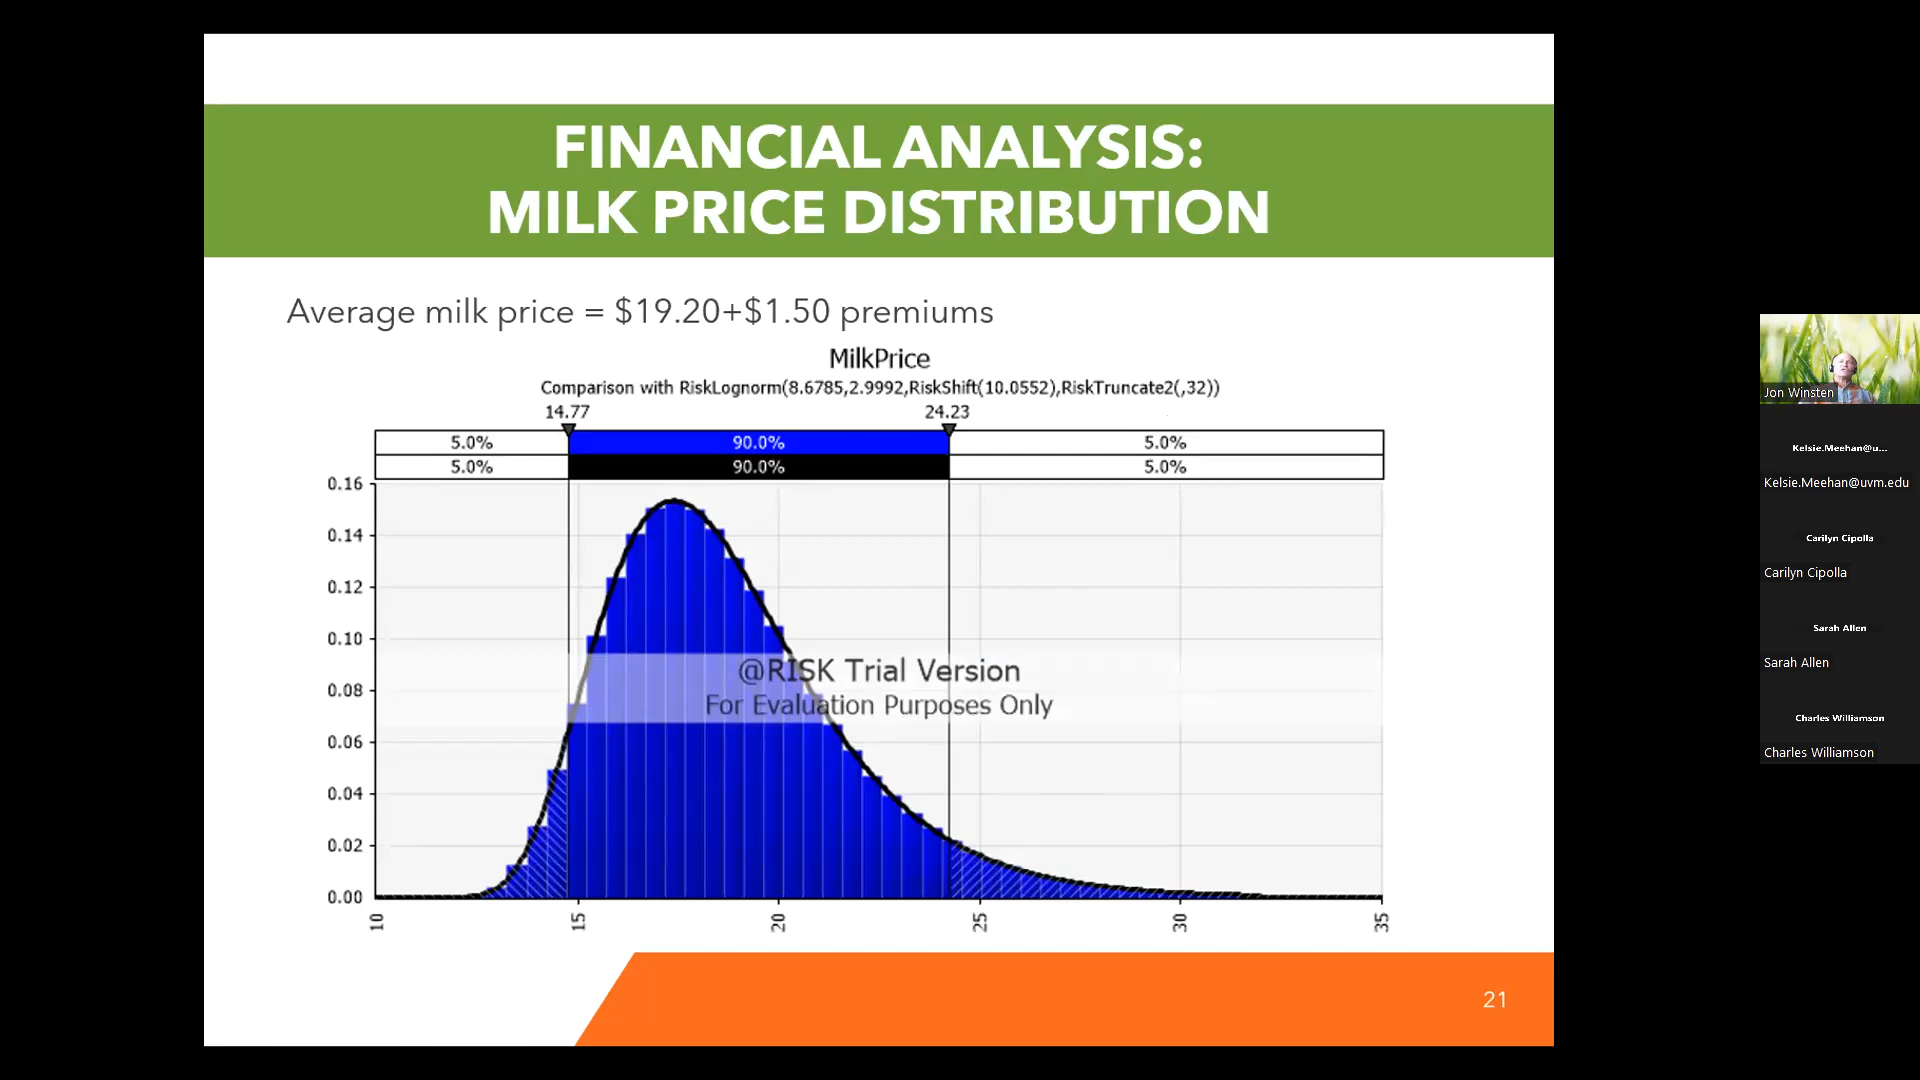 FINANCIAL ANALYSIS:
MILK PRICE DISTRIBUTION
Average milk price = $19.20+$1.50 premiums
MilkPrice
Comparison with RiskLognorm(8.6785,2.9992,RiskShift(10.0552),RiskTruncate2(,32))
14.77 24.23
5.0% 90.0% 5.0%
5.0% 90.0% 5.0%
0.16
0.14
0.12
0.10
0.08
0.06
0.04
0.02
0.00
@RISK Trial Version
For Evaluation Purposes Only
10 15 20 25 30 35
21
Jon Winsten
Kelsie.Meehan@u...
Kelsie.Meehan@uvm.edu
Carilyn Cipolla
Carilyn Cipolla
Sarah Allen
Sarah Allen
Charles Williamson
Charles Williamson